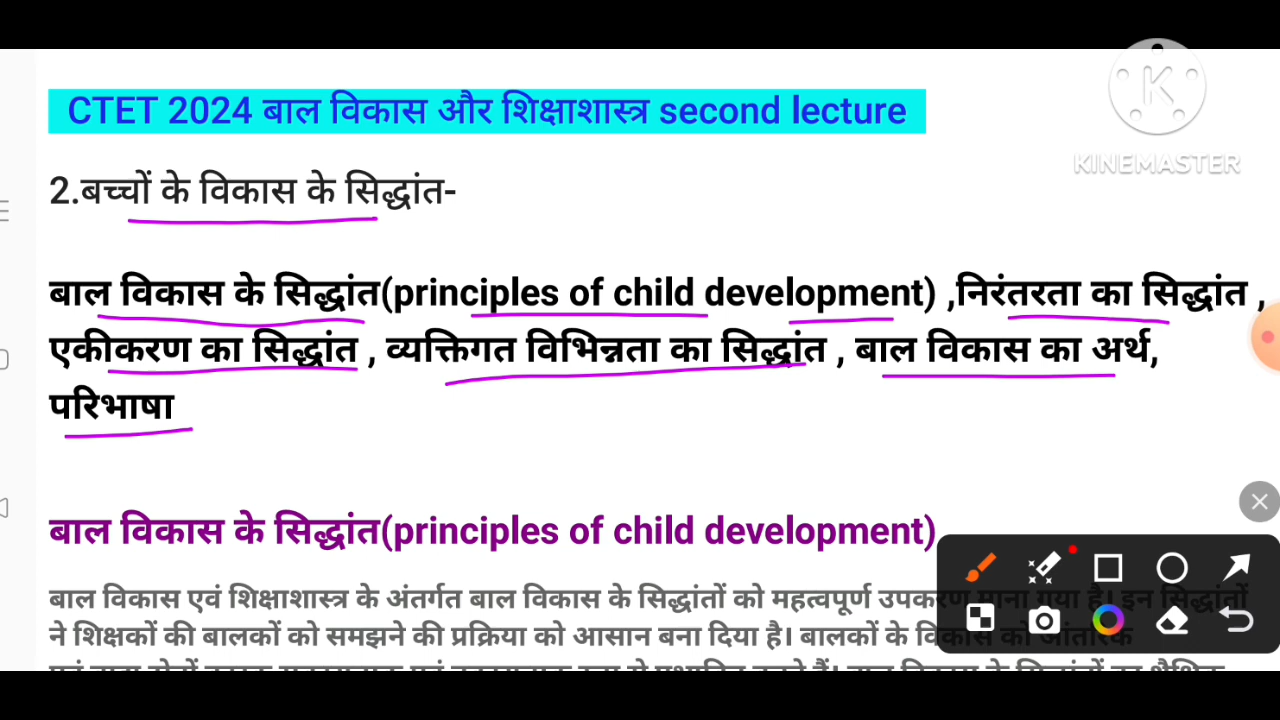 CTET 2024 बाल विकास और शिक्षाशास्त्र second lecture
KINEMASTER
2.बच्चों के विकास के सिद्धांत-
बाल विकास के सिद्धांत(principles of child development) ,निरंतरता का सिद्धांत ,
एकीकरण का सिद्धांत , व्यक्तिगत विभिन्नता का सिद्धांत , बाल विकास का अर्थ,
परिभाषा
बाल विकास के सिद्धांत(principles of child development)
बाल विकास एवं शिक्षाशास्त्र के अंतर्गत बाल विकास के सिद्धांतों को महत्वपूर्ण उपकरण माना गया है। इन सिद्धांतों
ने शिक्षकों की बालकों को समझने की प्रक्रिया को आसान बना दिया है। बालकों के विकास को आंतरिक